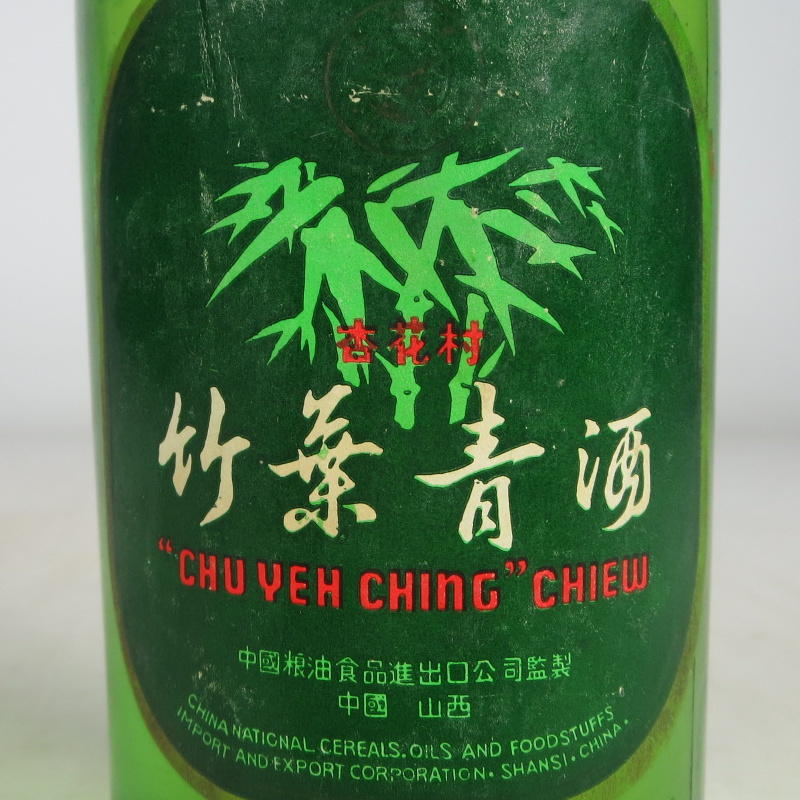 杏花村
竹葉青酒
"CHU YEH CHING" CHIEW
中國粮油食品進出口公司監製
中國 山西
CHINA NATIONAL CEREALS. OILS AND FOODSTUFFS
IMPORT AND EXPORT CORPORATION · SHANSI · CHINA ·